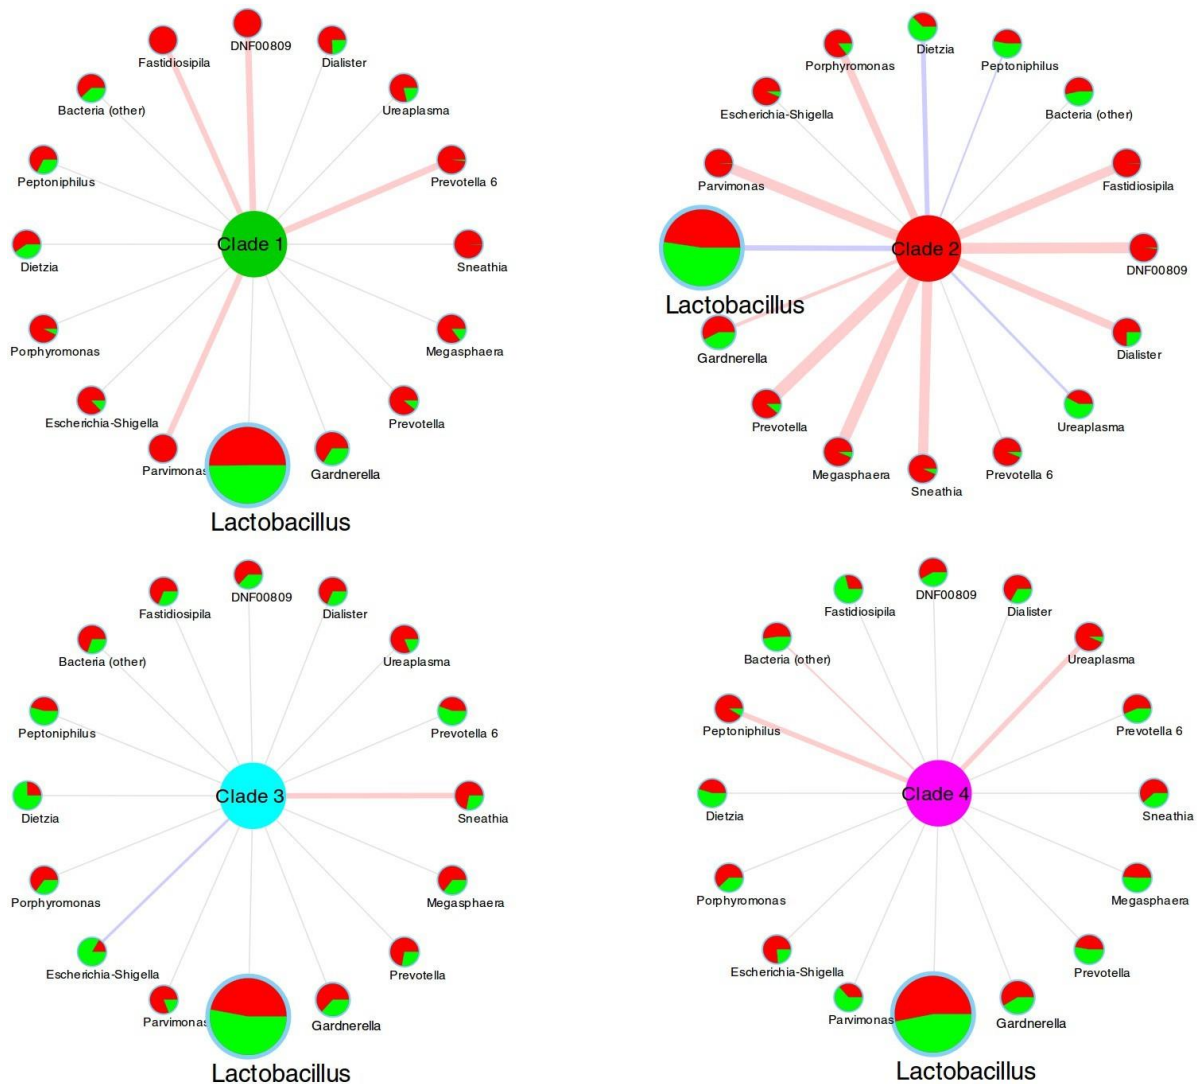 DNF00809
Fastidiosipila
Dialister
Bacteria (other)
Ureaplasma
Peptoniphilus
Prevotella 6
Clade 1
Dietzia
Sneathia
Porphyromonas
Megasphaera
Escherichia-Shigella
Prevotella
Parvimonas
Gardnerella
Lactobacillus
Dietzia
Porphyromonas
Peptoniphilus
Escherichia-Shigella
Bacteria (other)
Parvimonas
Fastidiosipila
Clade 2
DNF00809
Lactobacillus
Gardnerella
Dialister
Prevotella
Ureaplasma
Megasphaera
Prevotella 6
Sneathia
DNF00809
Fastidiosipila
Dialister
Bacteria (other)
Ureaplasma
Peptoniphilus
Prevotella 6
Clade 3
Dietzia
Sneathia
Porphyromonas
Megasphaera
Escherichia-Shigella
Prevotella
Parvimonas
Gardnerella
Lactobacillus
DNF00809
Fastidiosipila
Dialister
Bacteria (other)
Ureaplasma
Peptoniphilus
Prevotella 6
Clade 4
Dietzia
Sneathia
Porphyromonas
Megasphaera
Escherichia-Shigella
Prevotella
Parvimonas
Gardnerella
Lactobacillus